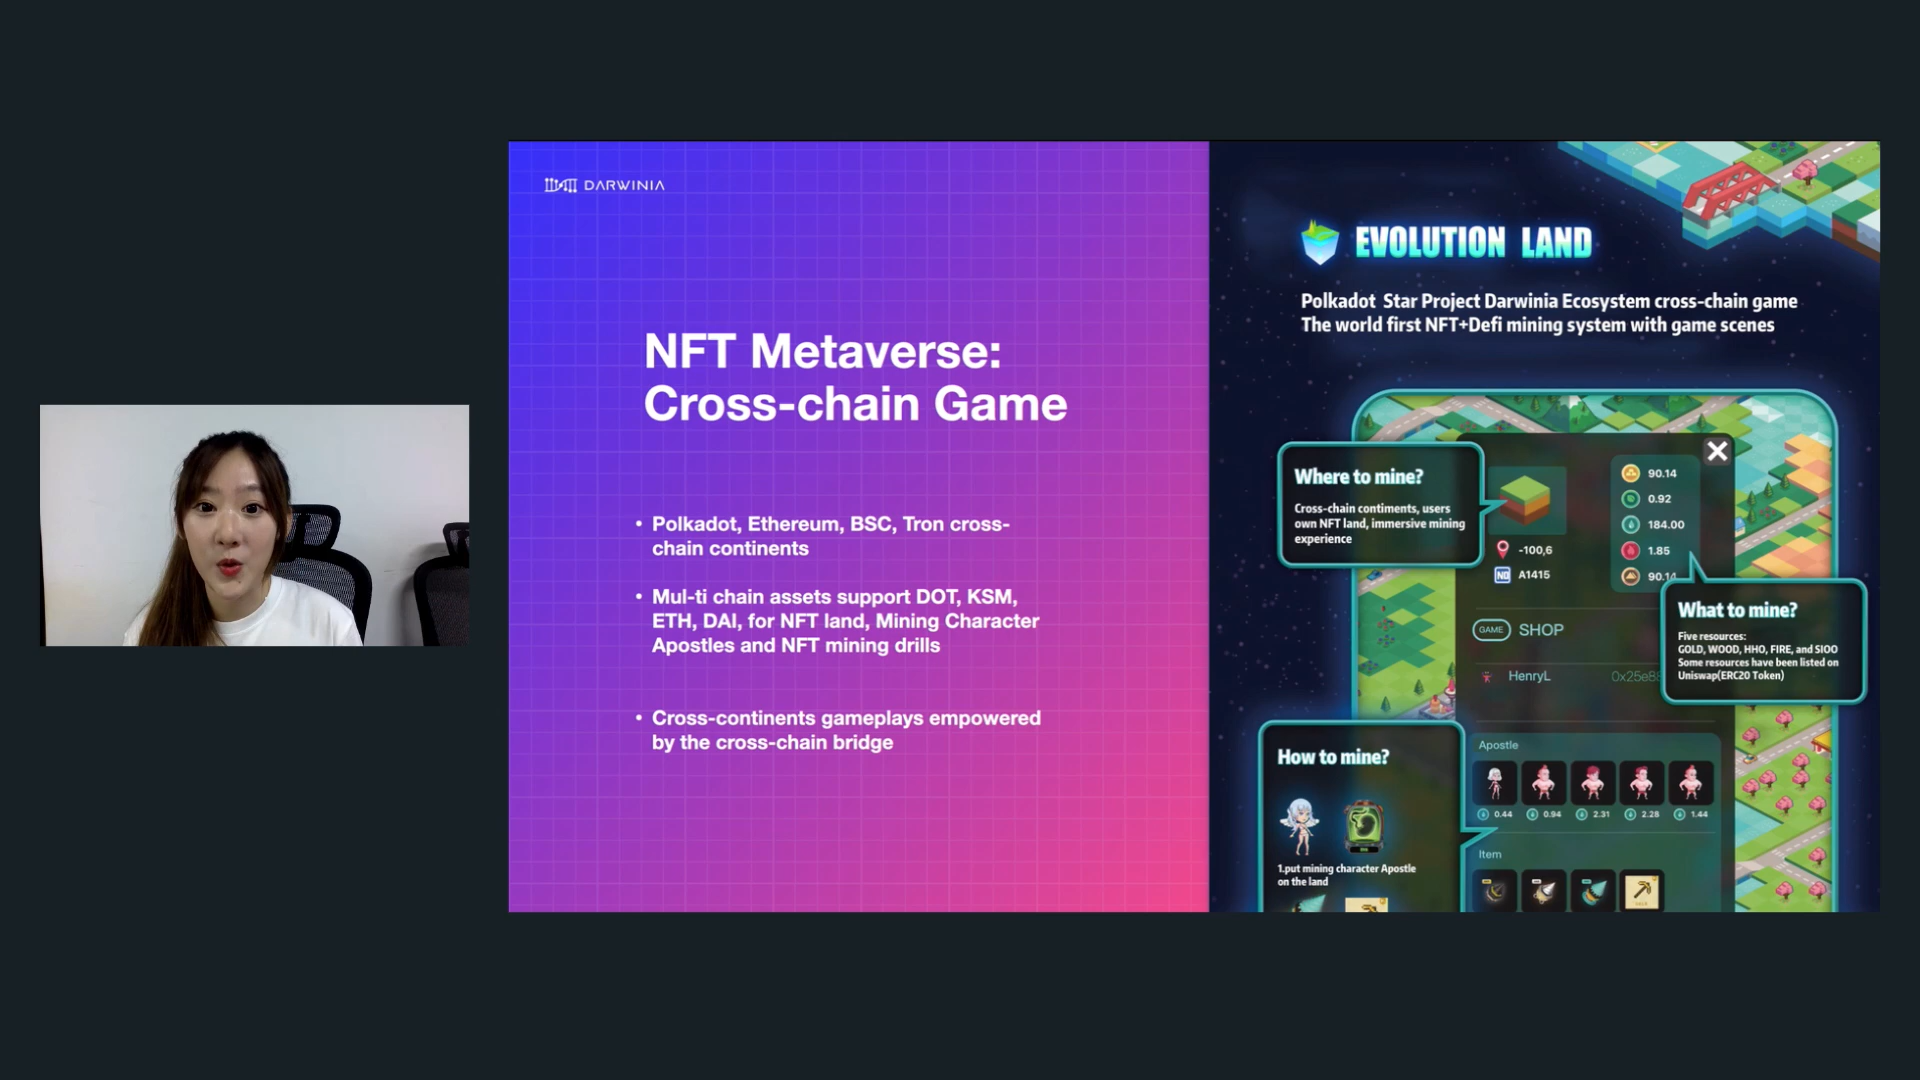 DARWINIA
NFT Metaverse:
Cross-chain Game
• Polkadot, Ethereum, BSC, Tron cross-
chain continents
• Mul-ti chain assets support DOT, KSM,
ETH, DAI, for NFT land, Mining Character
Apostles and NFT mining drills
• Cross-continents gameplays empowered
by the cross-chain bridge
EVOLUTION LAND
Polkadot Star Project Darwinia Ecosystem cross-chain game
The world first NFT+Defi mining system with game scenes
Where to mine?
Cross-chain contiments, users
own NFT land, immersive mining
experience
-100,6
NO A1415
90.14
0.92
184.00
1.85
90.14
What to mine?
Five resources:
GOLD, WOOD, HHO, FIRE, and SIOO
Some resources have been listed on
Uniswap(ERC20 Token)
GAME SHOP
HenryL
How to mine?
1.put mining character Apostle
on the land
Apostle
0.44 0.94 2.31 2.28 1.44
Item